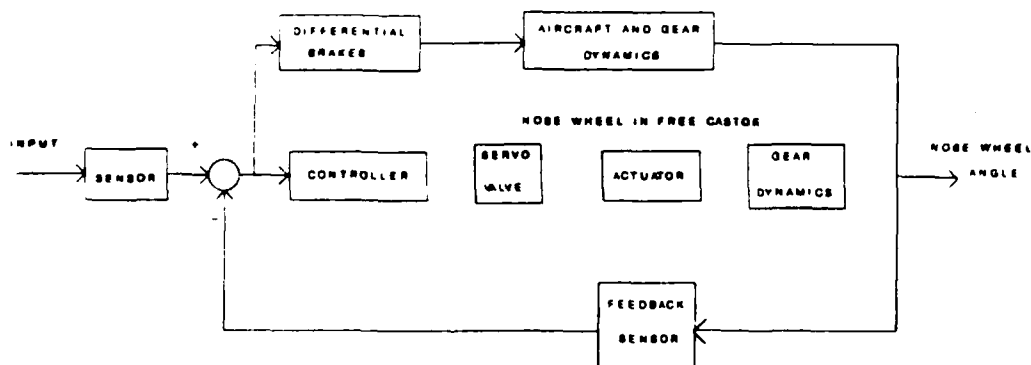 DIFFERENTIAL
BRAKES
AIRCRAFT AND GEAR
DYNAMICS
NOSE WHEEL IN FREE CASTOR
INPUT
+
SENSOR
CONTROLLER
SERVO
VALVE
ACTUATOR
GEAR
DYNAMICS
NOSE WHEEL
ANGLE
-
FEEDBACK
SENSOR